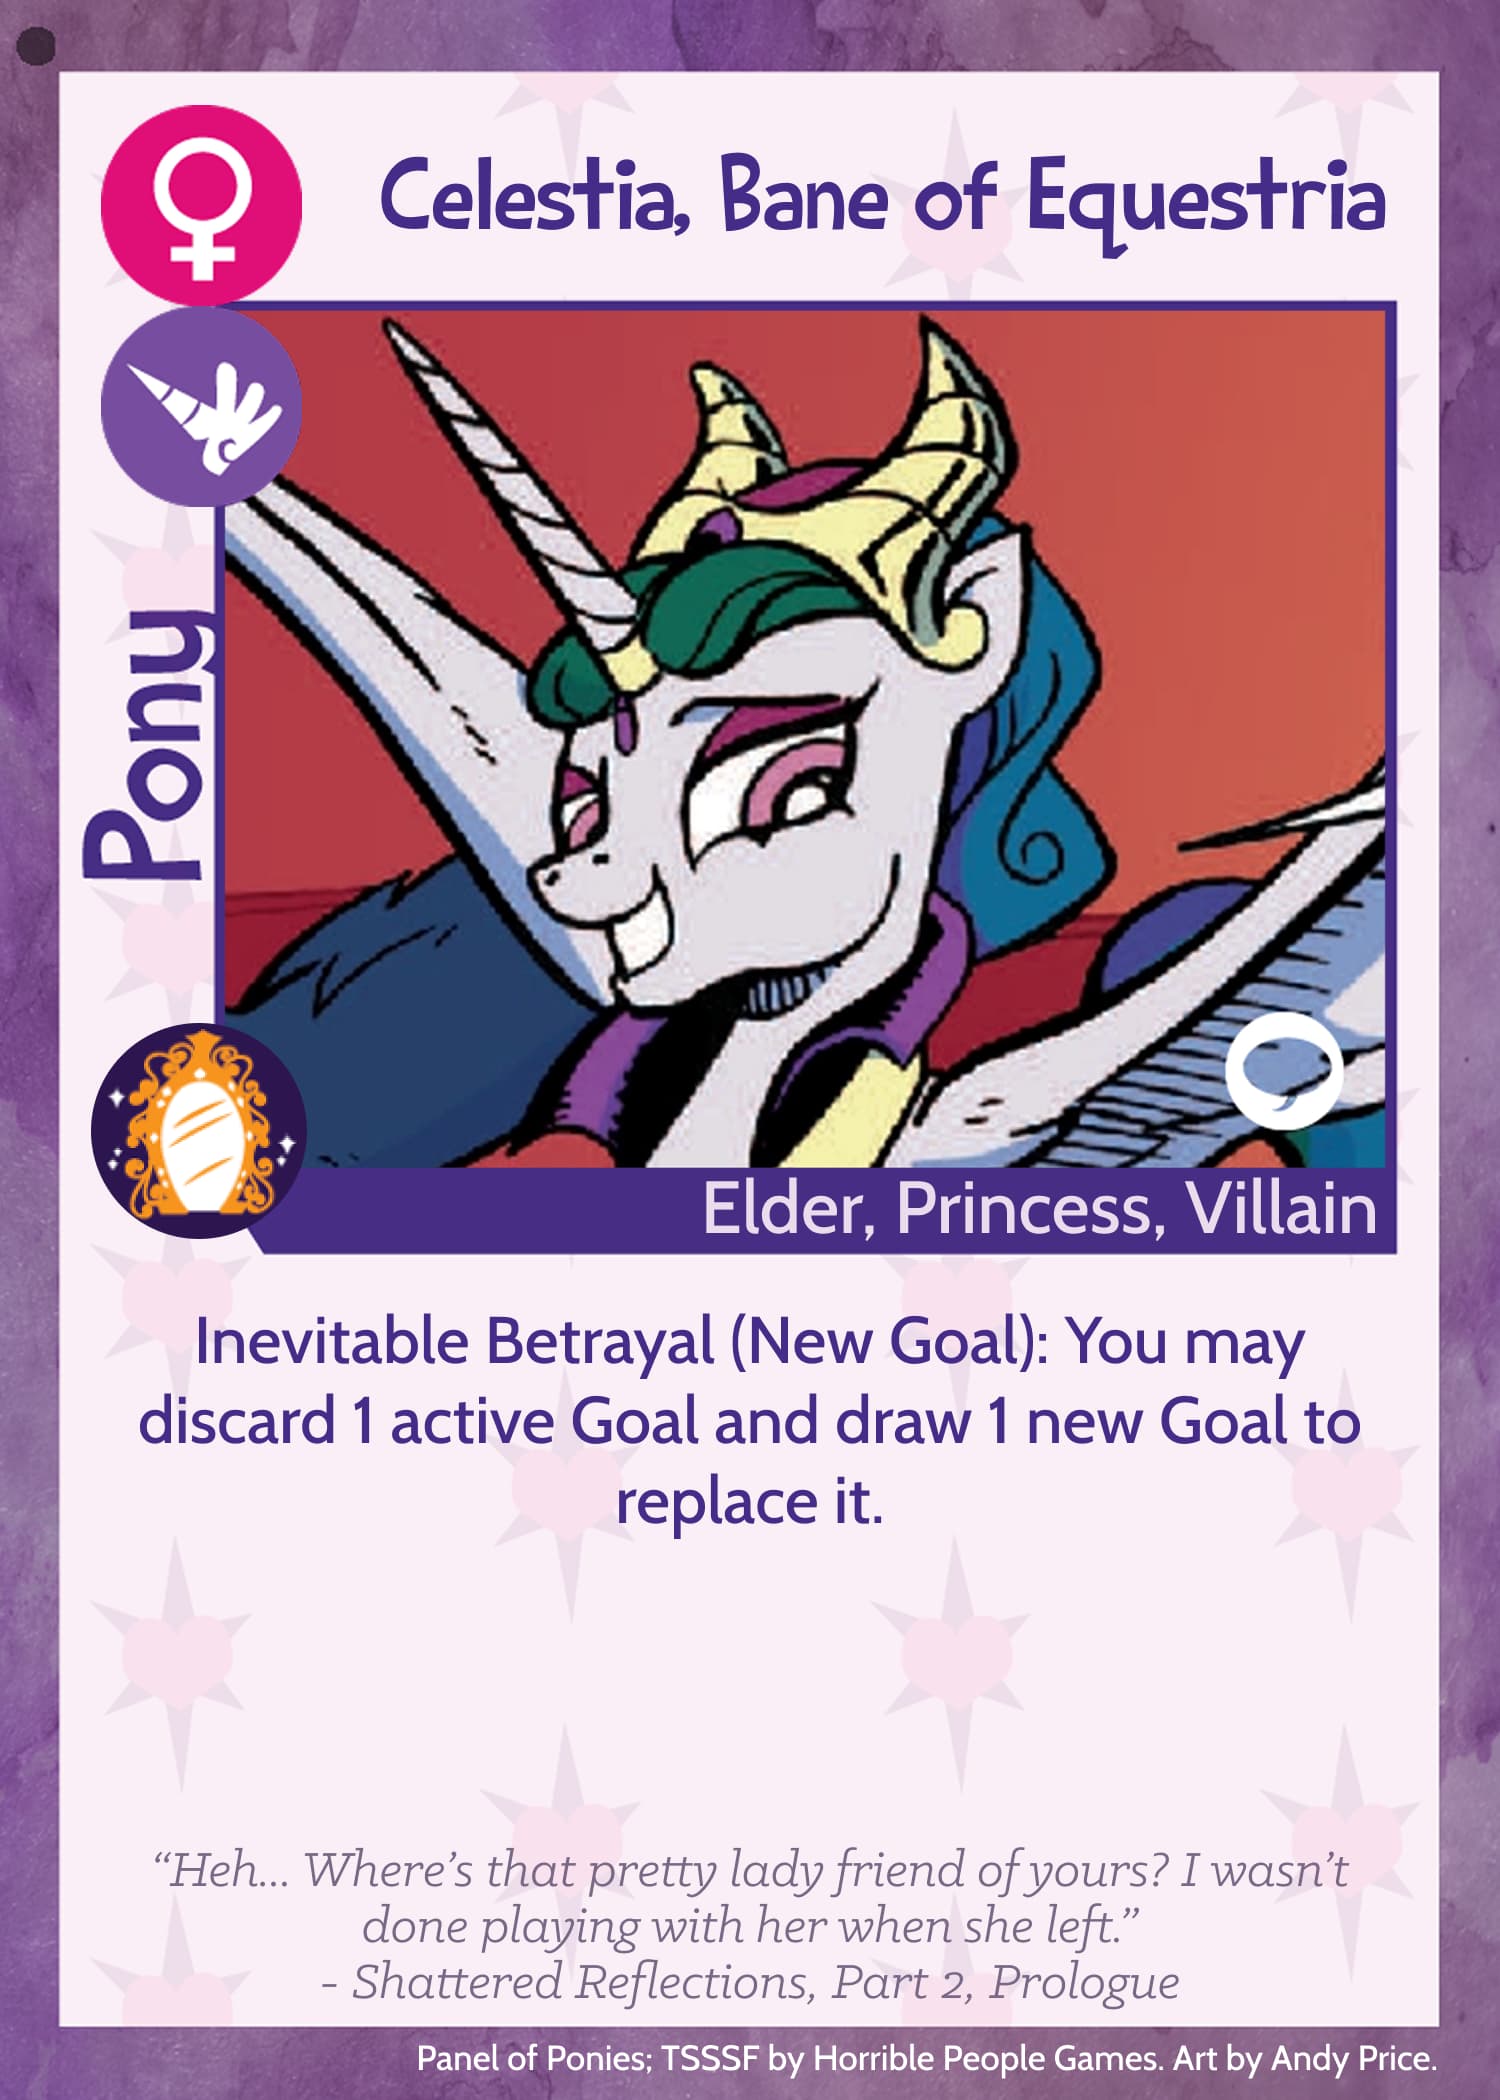 Celestia, Bane of Equestria
Pony
Elder, Princess, Villain
Inevitable Betrayal (New Goal): You may
discard 1 active Goal and draw 1 new Goal to
replace it.
“Heh... Where’s that pretty lady friend of yours? I wasn’t
done playing with her when she left.”
- Shattered Reflections, Part 2, Prologue
Panel of Ponies; TSSSF by Horrible People Games. Art by Andy Price.